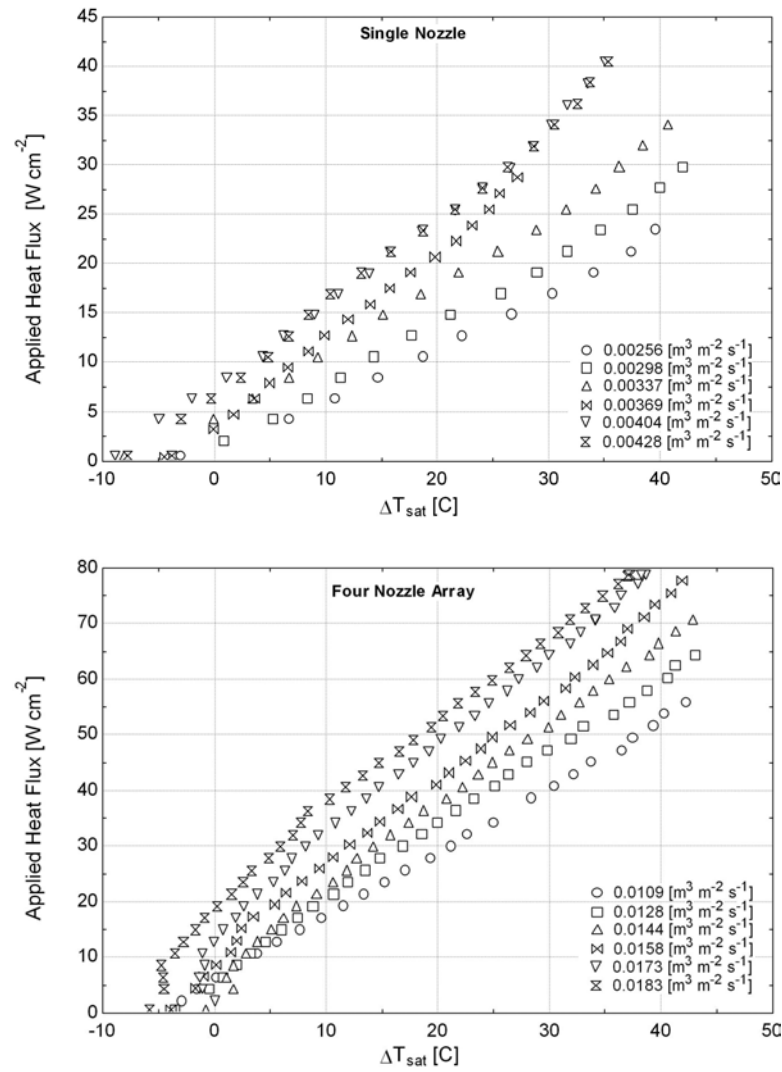 Single Nozzle
45
40
35
30
25
20
15
10
5
0
Applied Heat Flux [W cm⁻²]
0.00256 [m³ m⁻² s⁻¹]
0.00298 [m³ m⁻² s⁻¹]
0.00337 [m³ m⁻² s⁻¹]
0.00369 [m³ m⁻² s⁻¹]
0.00404 [m³ m⁻² s⁻¹]
0.00428 [m³ m⁻² s⁻¹]
-10 0 10 20 30 40 50
ΔTsat [C]
Four Nozzle Array
80
70
60
50
40
30
20
10
0
Applied Heat Flux [W cm⁻²]
0.0109 [m³ m⁻² s⁻¹]
0.0128 [m³ m⁻² s⁻¹]
0.0144 [m³ m⁻² s⁻¹]
0.0158 [m³ m⁻² s⁻¹]
0.0173 [m³ m⁻² s⁻¹]
0.0183 [m³ m⁻² s⁻¹]
-10 0 10 20 30 40 50
ΔTsat [C]